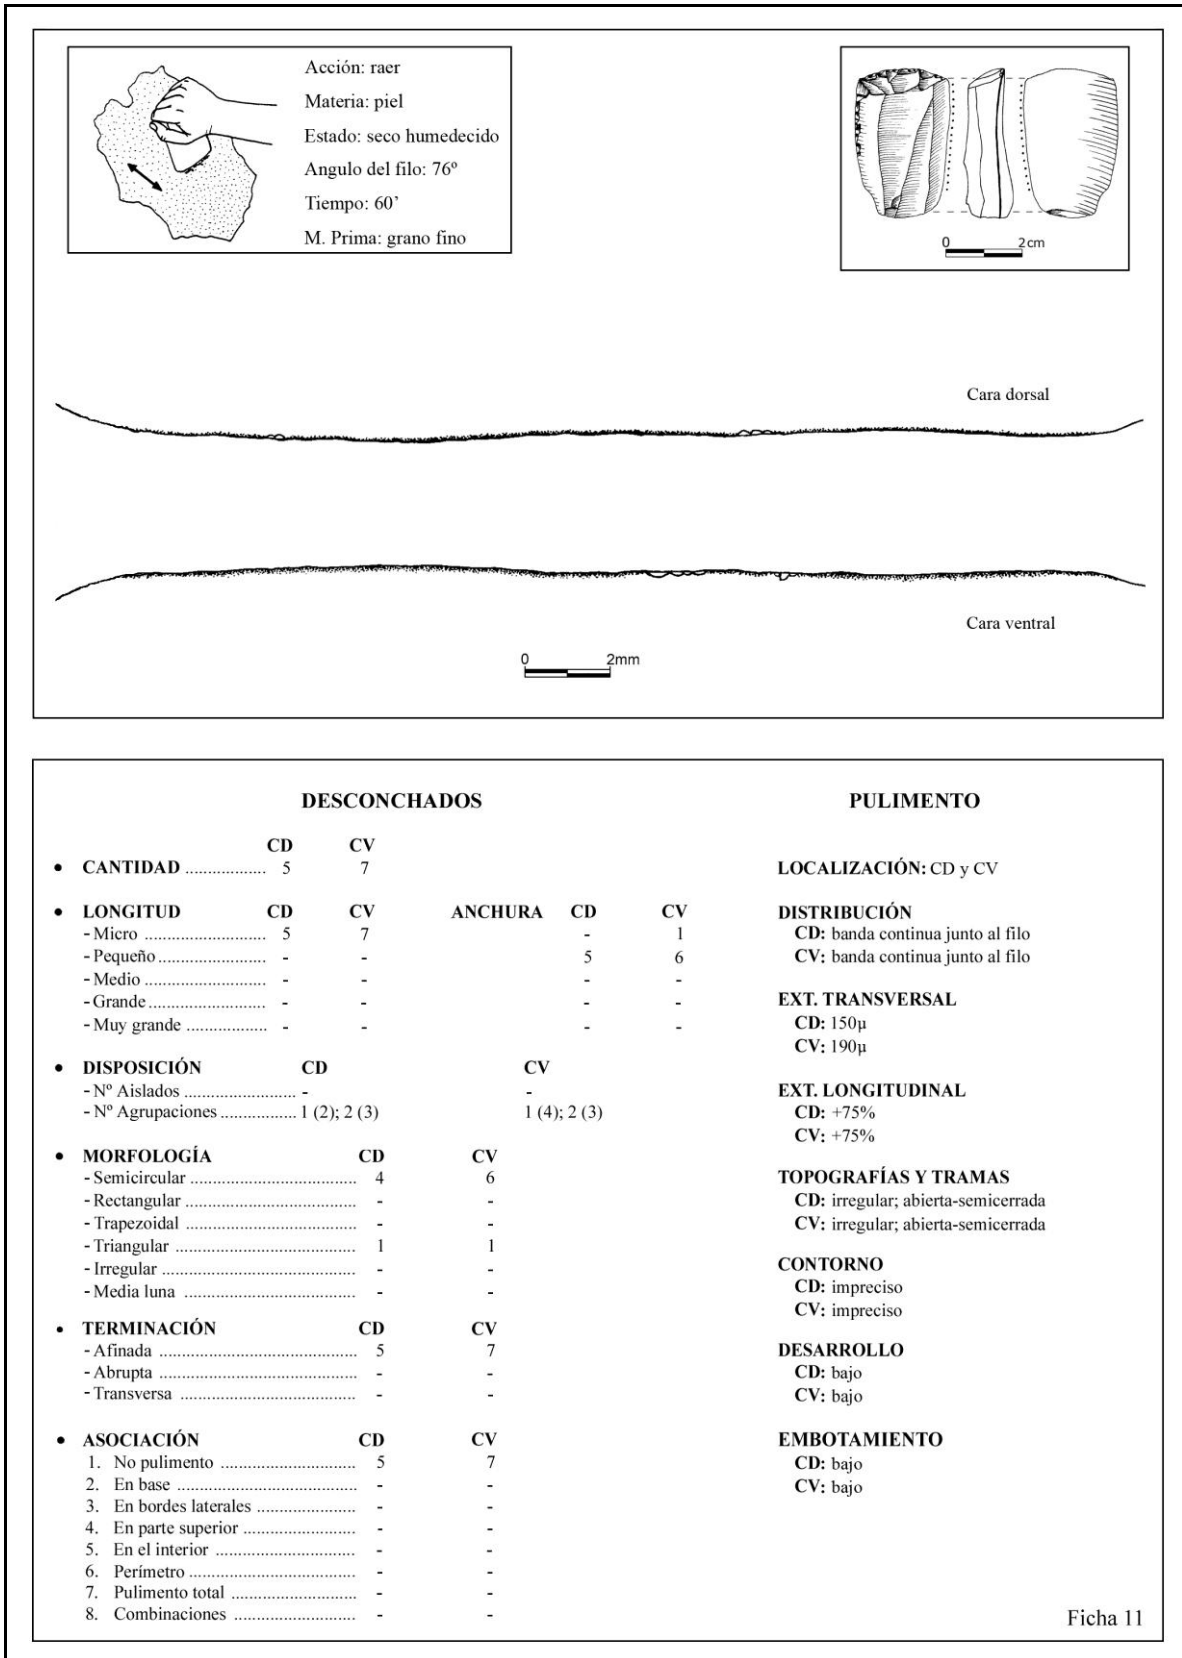 Acción: raer
Materia: piel
Estado: seco humedecido
Angulo del filo: 76º
Tiempo: 60’
M. Prima: grano fino
0 2cm
Cara dorsal
Cara ventral
0 2mm
DESCONCHADOS
CD CV
• CANTIDAD .................. 5 7
• LONGITUD CD CV ANCHURA CD CV
- Micro ........................... 5 7 - 1
- Pequeño ........................ - - 5 6
- Medio ........................... - - - -
- Grande .......................... - - - -
- Muy grande .................. - - - -
• DISPOSICIÓN CD CV
- Nº Aislados ......................... - -
- Nº Agrupaciones ................. 1 (2); 2 (3) 1 (4); 2 (3)
• MORFOLOGÍA CD CV
- Semicircular ..................................... 4 6
- Rectangular ...................................... - -
- Trapezoidal ...................................... - -
- Triangular ........................................ 1 1
- Irregular ........................................... - -
- Media luna ...................................... - -
• TERMINACIÓN CD CV
- Afinada ............................................ 5 7
- Abrupta ............................................ - -
- Transversa ....................................... - -
• ASOCIACIÓN CD CV
1. No pulimento .............................. 5 7
2. En base ........................................ - -
3. En bordes laterales ...................... - -
4. En parte superior ......................... - -
5. En el interior ............................... - -
6. Perímetro ..................................... - -
7. Pulimento total ............................ - -
8. Combinaciones ........................... - -
PULIMENTO
LOCALIZACIÓN: CD y CV
DISTRIBUCIÓN
CD: banda continua junto al filo
CV: banda continua junto al filo
EXT. TRANSVERSAL
CD: 150µ
CV: 190µ
EXT. LONGITUDINAL
CD: +75%
CV: +75%
TOPOGRAFÍAS Y TRAMAS
CD: irregular; abierta-semicerrada
CV: irregular; abierta-semicerrada
CONTORNO
CD: impreciso
CV: impreciso
DESARROLLO
CD: bajo
CV: bajo
EMBOTAMIENTO
CD: bajo
CV: bajo
Ficha 11